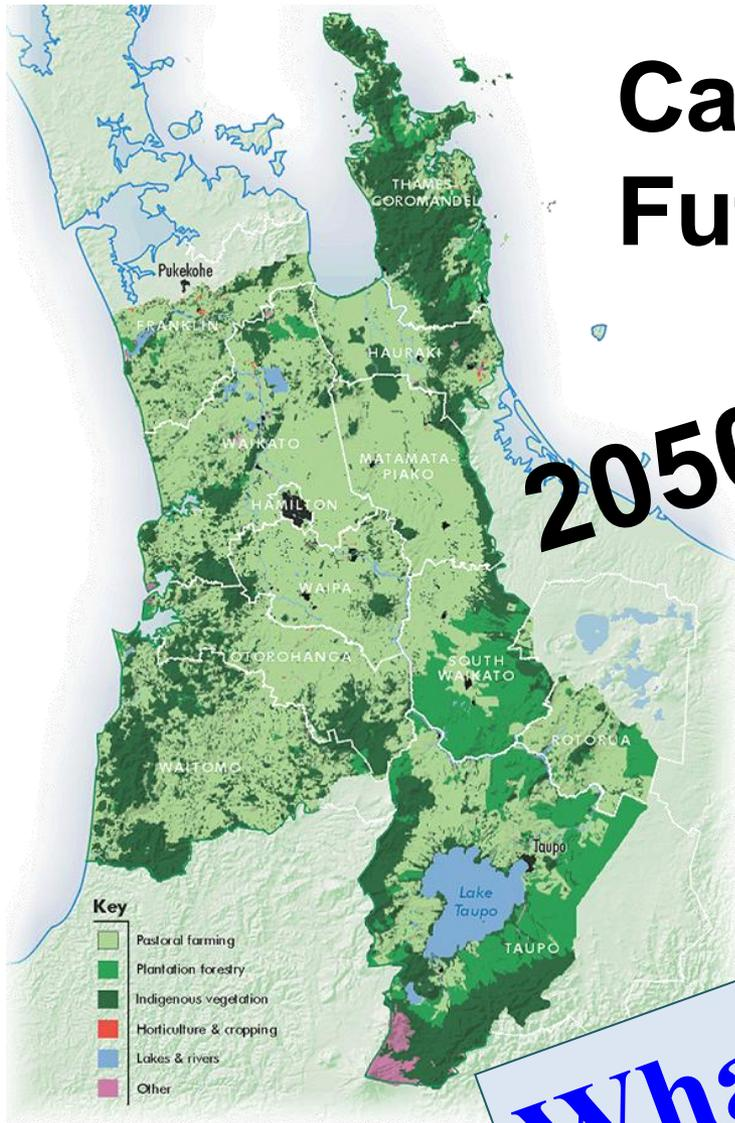 Ca
Fu
THAMES
COROMANDEL
Pukekohe
FRANKLIN
HAURAKI
WAIKATO
MATAMATA-
PIAKO
2050
HAMILTON
WAIPA
OTOROHANGA
SOUTH
WAIKATO
ROTORUA
WAITOMO
Taupo
Lake
Taupo
TAUPO
Key
Pastoral farming
Plantation forestry
Indigenous vegetation
Horticulture & cropping
Lakes & rivers
Other
Wha